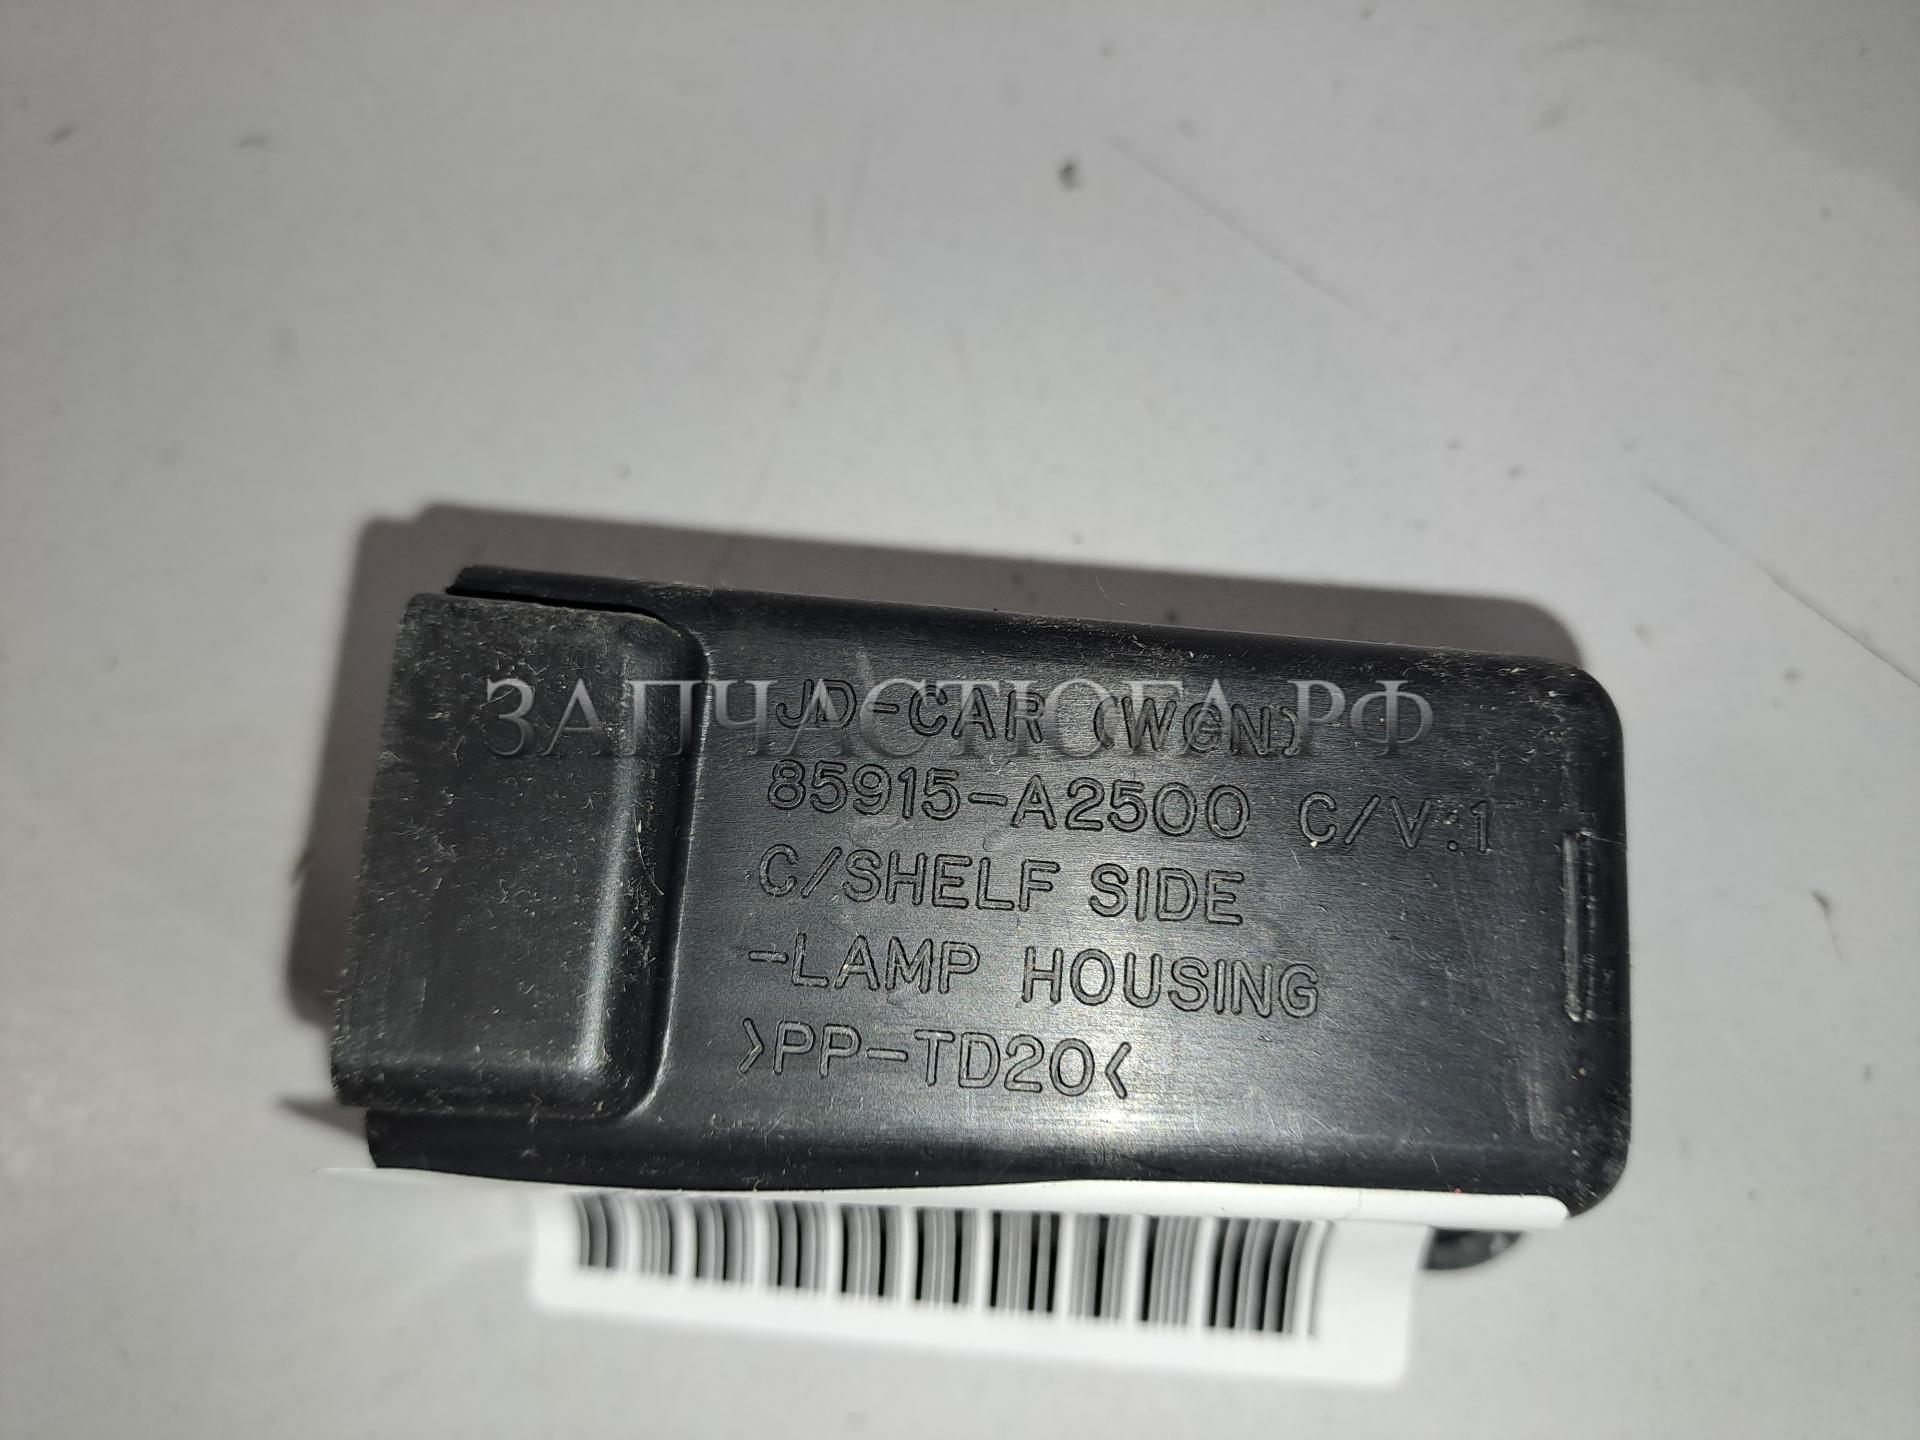 JD-CAR (WGN)
85915-A2500 C/V:1
C/SHELF SIDE
-LAMP HOUSING
>PP-TD20<
ЗАПЧАСТЮГА.РФ